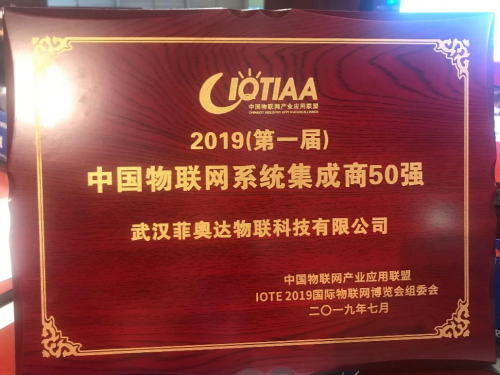 CIOTIAA
中国物联网产业应用联盟
2019(第一届)
中国物联网系统集成商50强
武汉菲奥达物联科技有限公司
中国物联网产业应用联盟
IOTE 2019国际物联网博览会组委会
二〇一九年七月